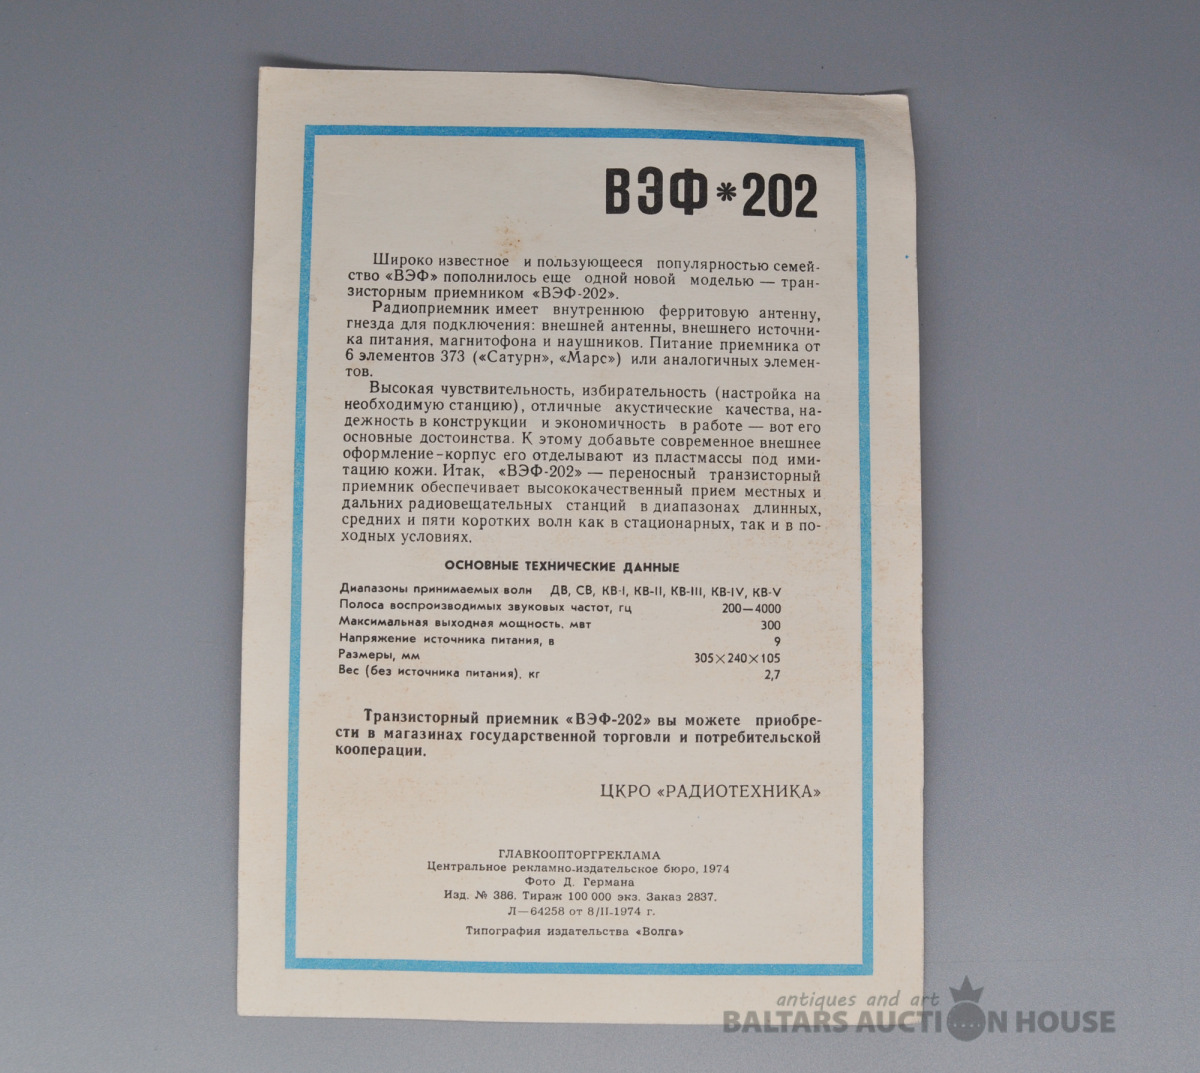 ВЭФ*202
Широко известное и пользующееся популярностью семей-
ство «ВЭФ» пополнилось еще одной новой моделью — тран-
зисторным приемником «ВЭФ-202».
Радиоприемник имеет внутреннюю ферритовую антенну,
гнезда для подключения: внешней антенны, внешнего источни-
ка питания, магнитофона и наушников. Питание приемника от
6 элементов 373 («Сатурн», «Марс») или аналогичных элемен-
тов.
Высокая чувствительность, избирательность (настройка на
необходимую станцию), отличные акустические качества, на-
дежность в конструкции и экономичность в работе — вот его
основные достоинства. К этому добавьте современное внешнее
оформление-корпус его отделывают из пластмассы под ими-
тацию кожи. Итак, «ВЭФ-202» — переносный транзисторный
приемник обеспечивает высококачественный прием местных и
дальних радиовещательных станций в диапазонах длинных,
средних и пяти коротких волн как в стационарных, так и в по-
ходных условиях.
ОСНОВНЫЕ ТЕХНИЧЕСКИЕ ДАННЫЕ
Диапазоны принимаемых волн ДВ, СВ, КВ-I, КВ-II, КВ-III, КВ-IV, КВ-V
Полоса воспроизводимых звуковых частот, гц 200—4000
Максимальная выходная мощность, мвт 300
Напряжение источника питания, в 9
Размеры, мм 305×240×105
Вес (без источника питания), кг 2,7
Транзисторный приемник «ВЭФ-202» вы можете приобре-
сти в магазинах государственной торговли и потребительской
кооперации.
ЦКРО «РАДИОТЕХНИКА»
ГЛАВКООПТОРГРЕКЛАМА
Центральное рекламно-издательское бюро, 1974
Фото Д. Германа
Изд. № 386. Тираж 100 000 экз. Заказ 2837.
Л—64258 от 8/II-1974 г.
Типография издательства «Волга»
antiques and art
BALTARS AUCTION HOUSE